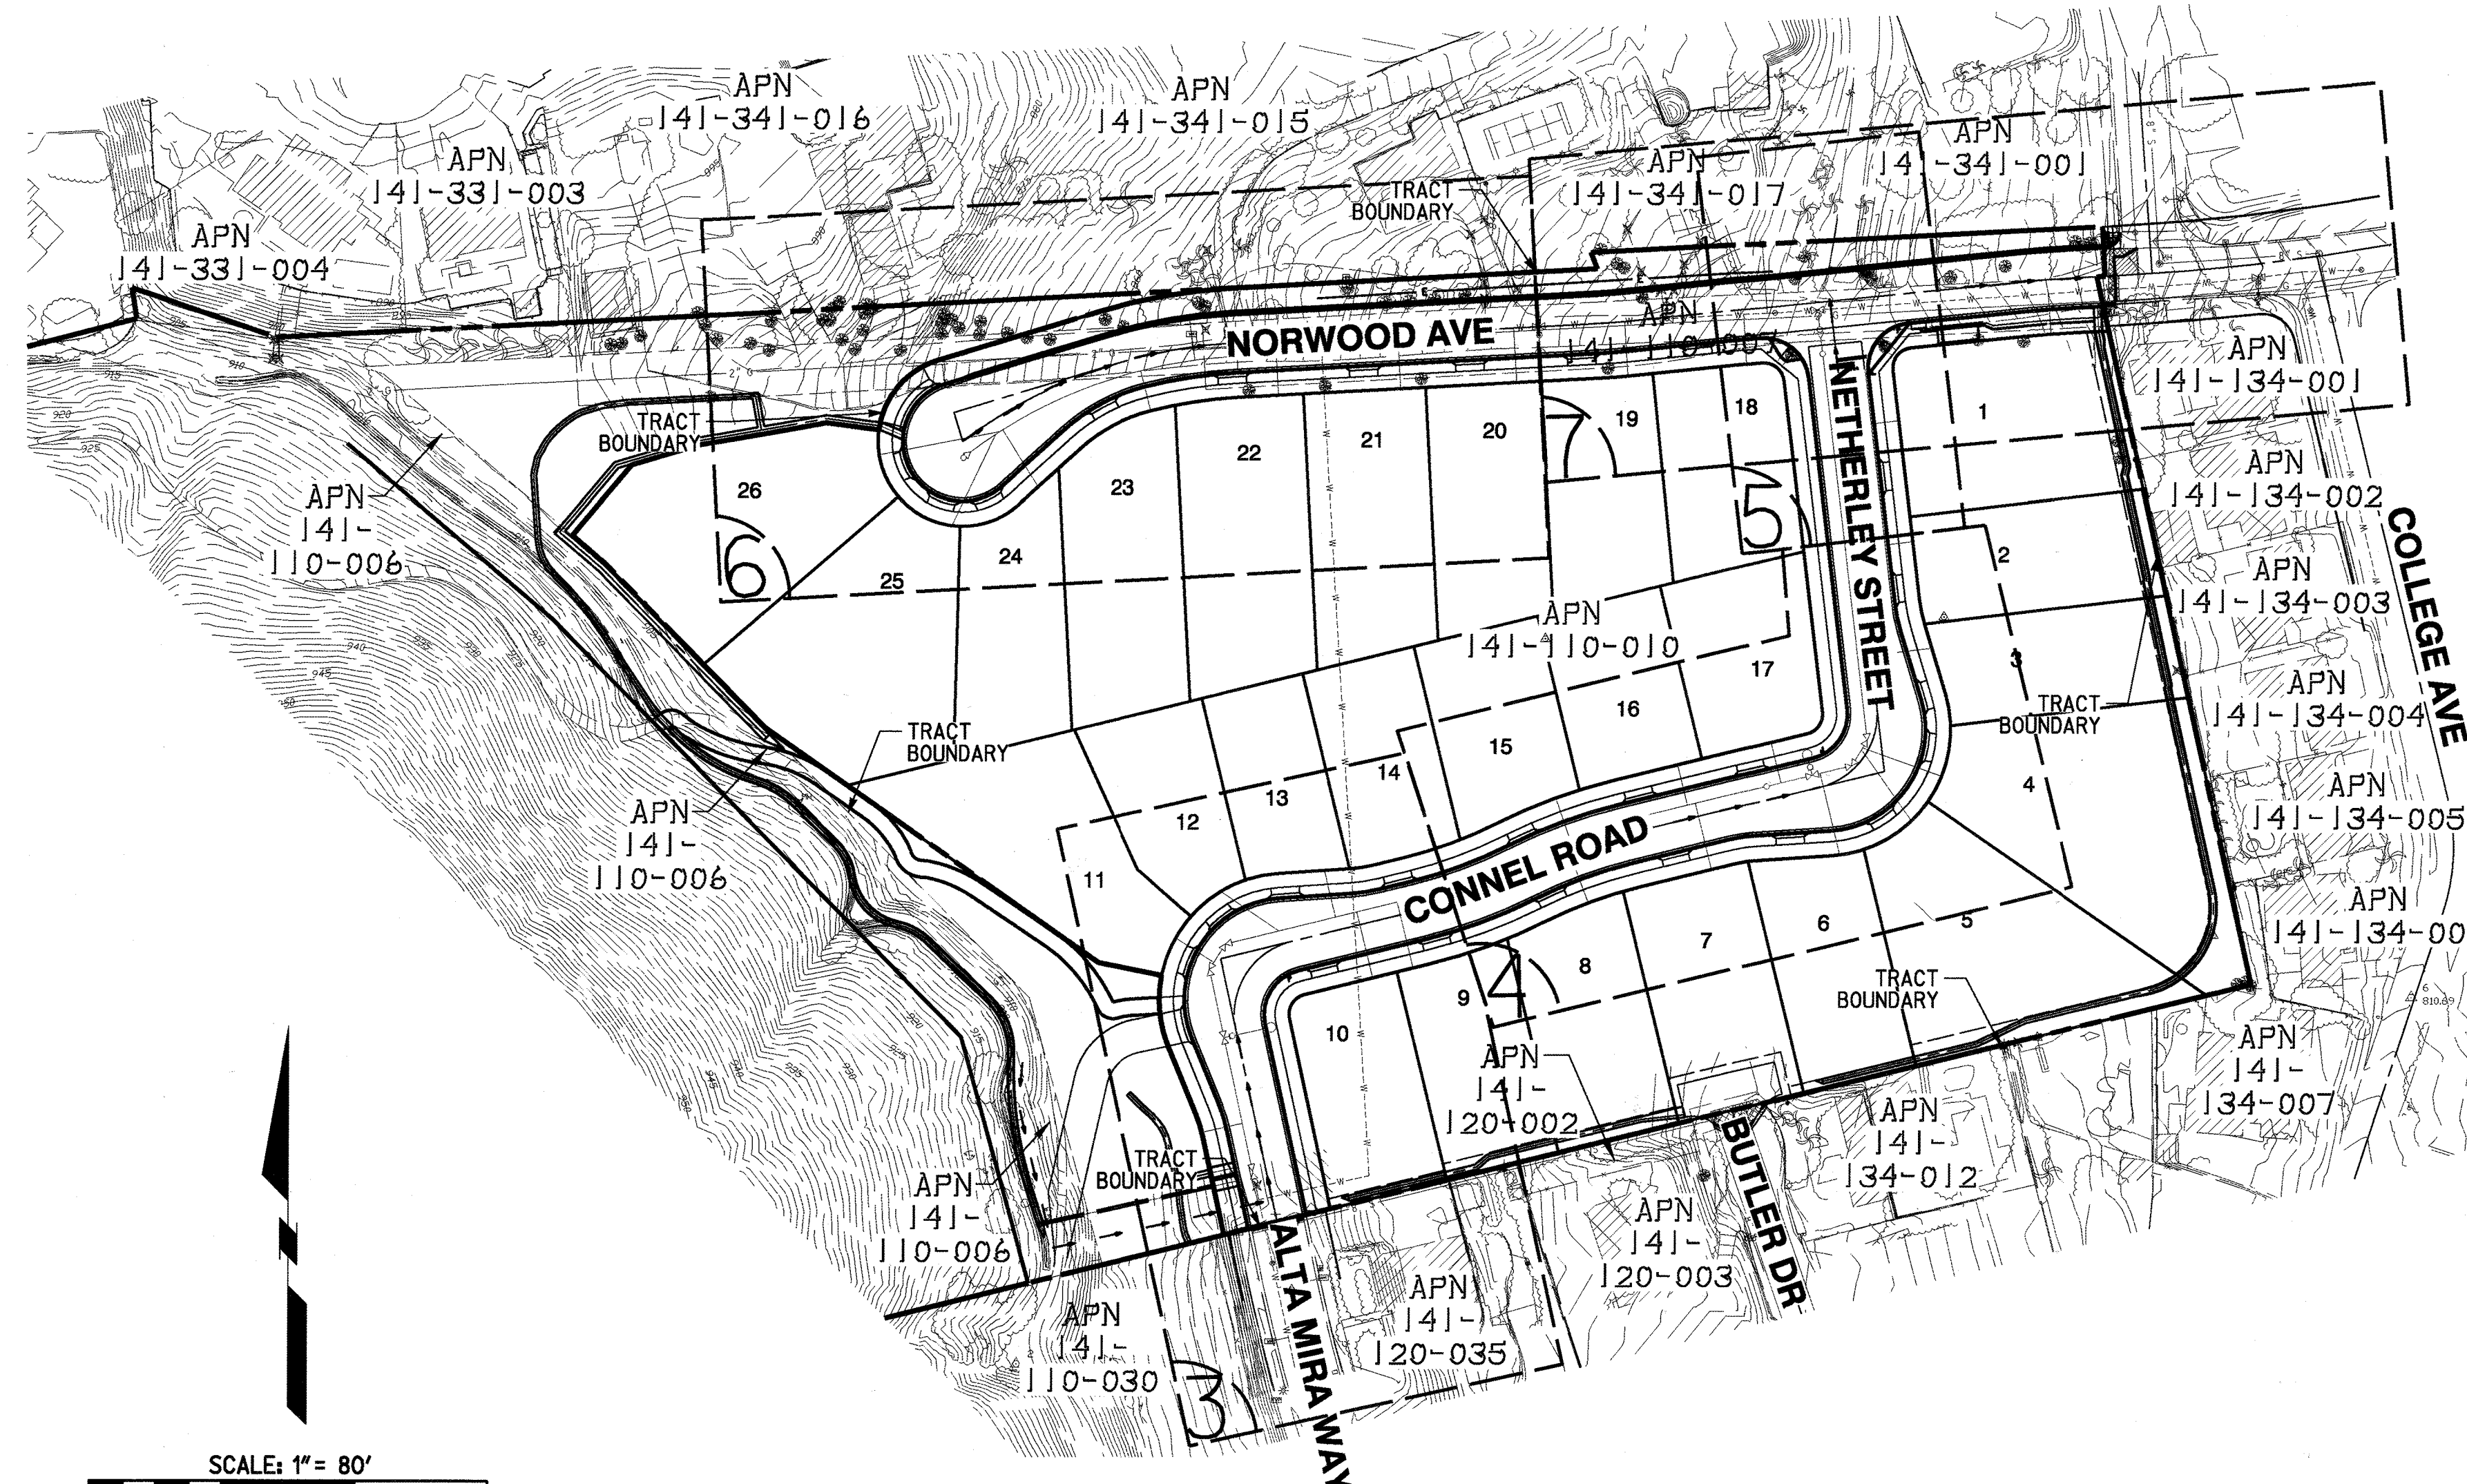 APN
141-341-016
APN
141-341-015
APN
141-331-003
APN
141-341-017
APN
141-341-001
TRACT
BOUNDARY
APN
141-331-004
NORWOOD AVE
APN
NETHERLEY STREET
APN
141-134-001
TRACT
BOUNDARY
26
25
24
23
22
21
20
19
18
1
7
5
6
2
APN
141-134-002
COLLEGE AVE
APN
141-
110-006
APN
141-134-003
APN
141-110-010
17
3
TRACT
BOUNDARY
APN
141-134-004
TRACT
BOUNDARY
16
15
14
13
12
11
4
APN
141-134-005
APN
141-
110-006
CONNEL ROAD
APN
141-134-00
10
9
4
8
7
6
5
TRACT
BOUNDARY
6
810.69
APN
141-
134-007
APN
141-
120-002
APN
141-
134-012
BUTLER DR
TRACT
BOUNDARY
APN
141-
110-006
APN
141-
120-003
APN
141-
120-035
APN
141-
110-030
3
ALTA MIRA WAY
N
SCALE: 1"= 80'